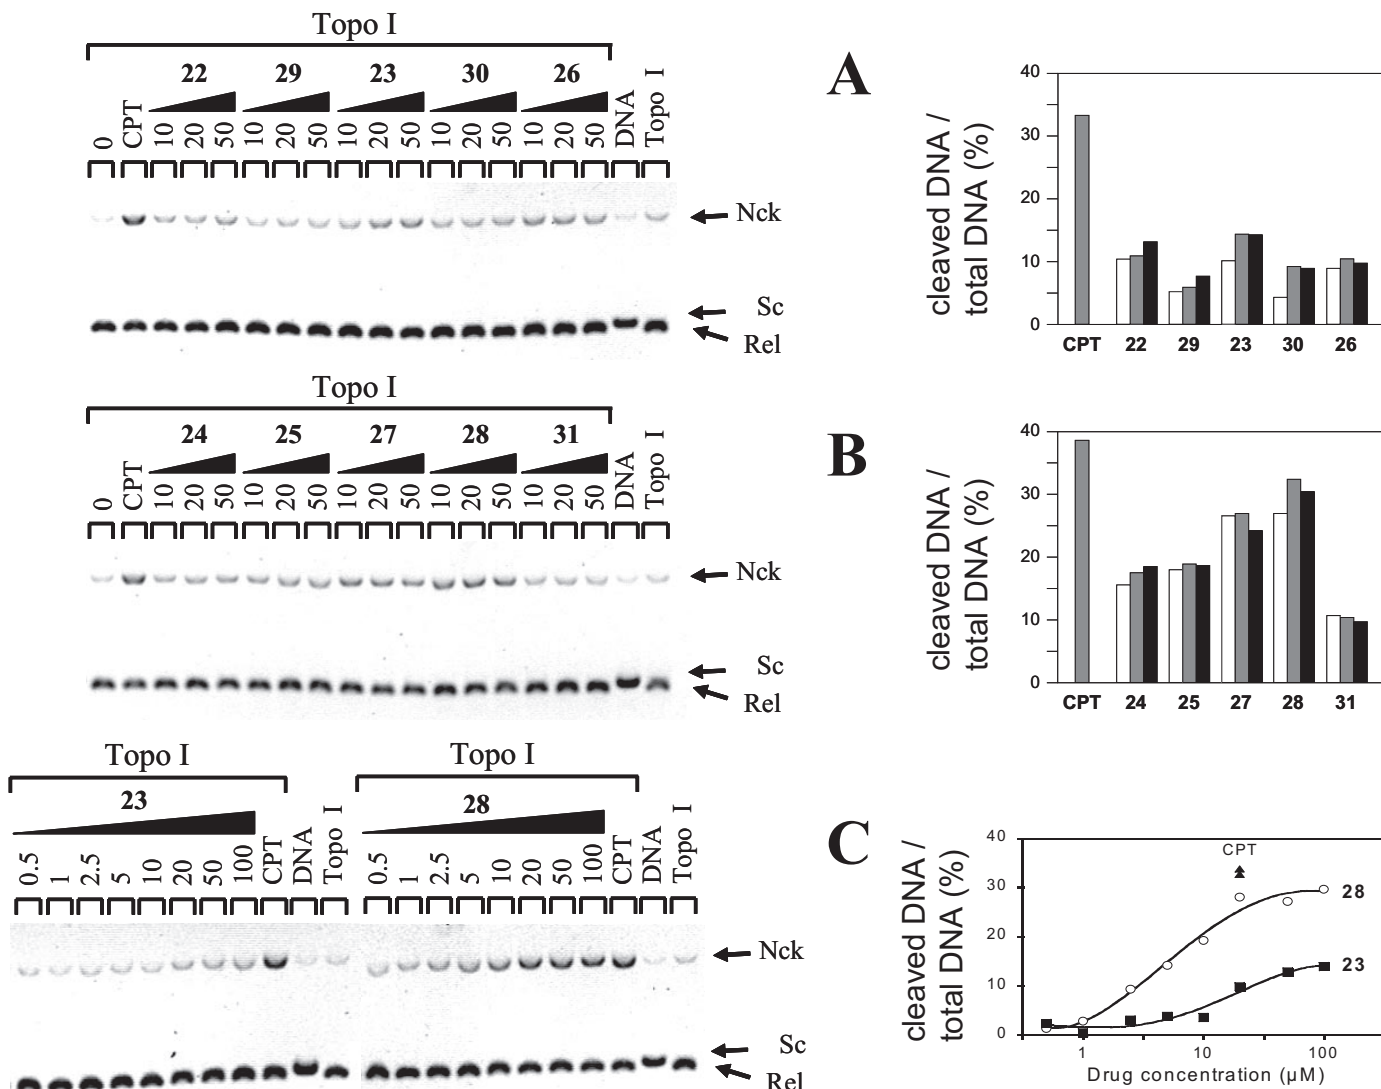 Topo I
22 29 23 30 26
0 CPT 10 20 50 10 20 50 10 20 50 10 20 50 10 20 50 DNA Topo I
Nck
Sc
Rel
A
cleaved DNA /
total DNA (%)
40
30
20
10
0
CPT 22 29 23 30 26
Topo I
24 25 27 28 31
0 CPT 10 20 50 10 20 50 10 20 50 10 20 50 10 20 50 DNA Topo I
Nck
Sc
Rel
B
cleaved DNA /
total DNA (%)
40
30
20
10
0
CPT 24 25 27 28 31
Topo I
23
0.5 1 2.5 5 10 20 50 100 CPT DNA Topo I
Topo I
28
0.5 1 2.5 5 10 20 50 100 CPT DNA Topo I
Nck
Sc
Rel
C
cleaved DNA /
total DNA (%)
40
30
20
10
0
CPT
28
23
1 10 100
Drug concentration (µM)